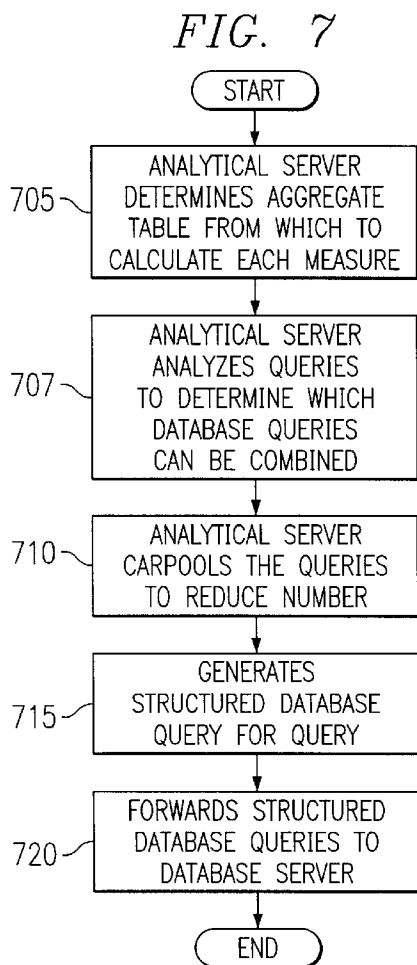 FIG. 7
START
705
ANALYTICAL SERVER
DETERMINES AGGREGATE
TABLE FROM WHICH TO
CALCULATE EACH MEASURE
707
ANALYTICAL SERVER
ANALYZES QUERIES
TO DETERMINE WHICH
DATABASE QUERIES
CAN BE COMBINED
710
ANALYTICAL SERVER
CARPOOLS THE QUERIES
TO REDUCE NUMBER
715
GENERATES
STRUCTURED DATABASE
QUERY FOR QUERY
720
FORWARDS STRUCTURED
DATABASE QUERIES TO
DATABASE SERVER
END